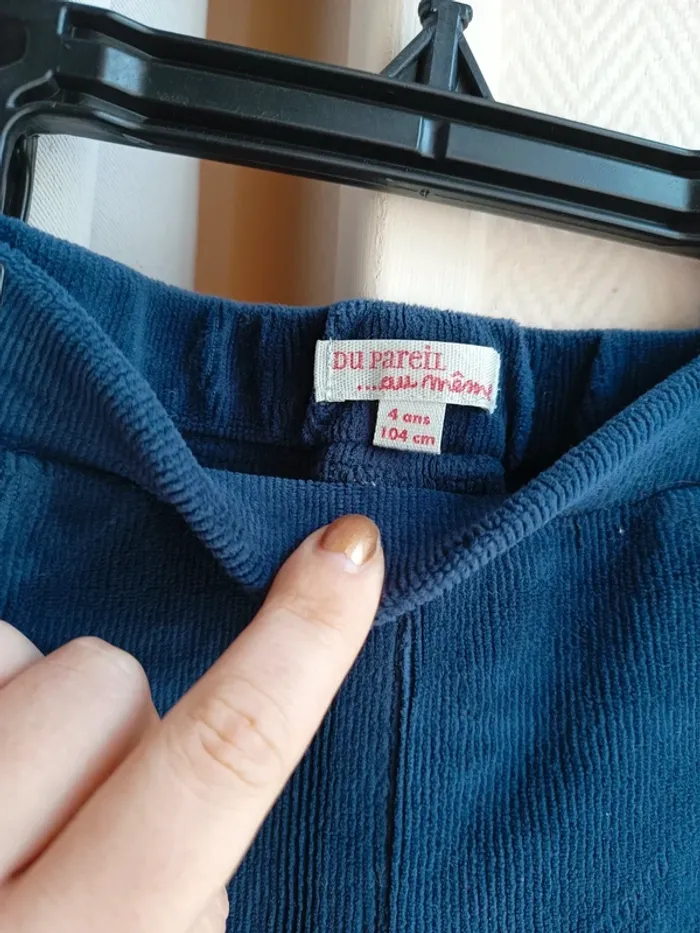 DU PareiL
...au même
4 ans
104 cm